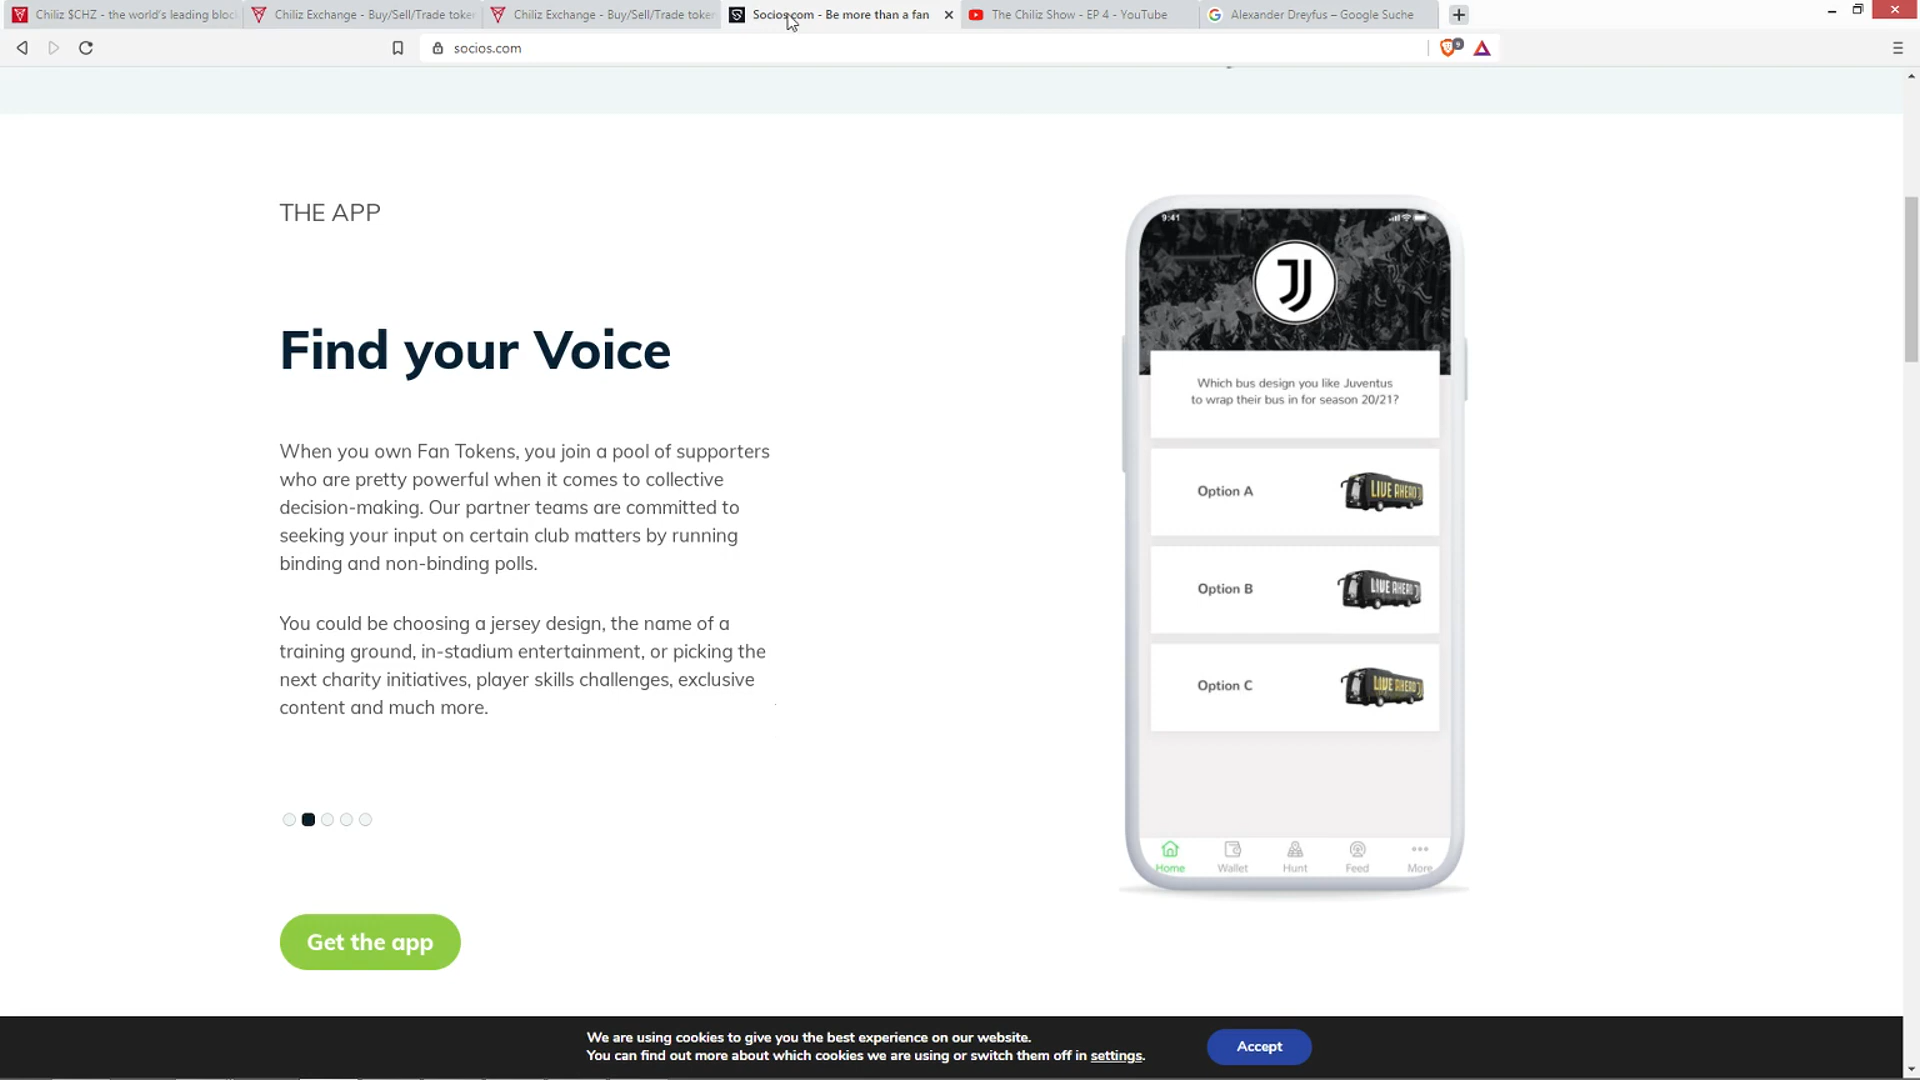 Chiliz $CHZ - the world's leading bloc
Chiliz Exchange - Buy/Sell/Trade toke
Chiliz Exchange - Buy/Sell/Trade toke
Socios.com - Be more than a fan
The Chiliz Show - EP 4 - YouTube
Alexander Dreyfus – Google Suche
socios.com
9
THE APP
Find your Voice
When you own Fan Tokens, you join a pool of supporters
who are pretty powerful when it comes to collective
decision-making. Our partner teams are committed to
seeking your input on certain club matters by running
binding and non-binding polls.
You could be choosing a jersey design, the name of a
training ground, in-stadium entertainment, or picking the
next charity initiatives, player skills challenges, exclusive
content and much more.
Get the app
9:41
Which bus design you like Juventus
to wrap their bus in for season 20/21?
Option A
LIVE AHEAD
Option B
LIVE AHEAD
Option C
LIVE AHEAD
Home
Wallet
Hunt
Feed
More
We are using cookies to give you the best experience on our website.
You can find out more about which cookies we are using or switch them off in settings.
Accept